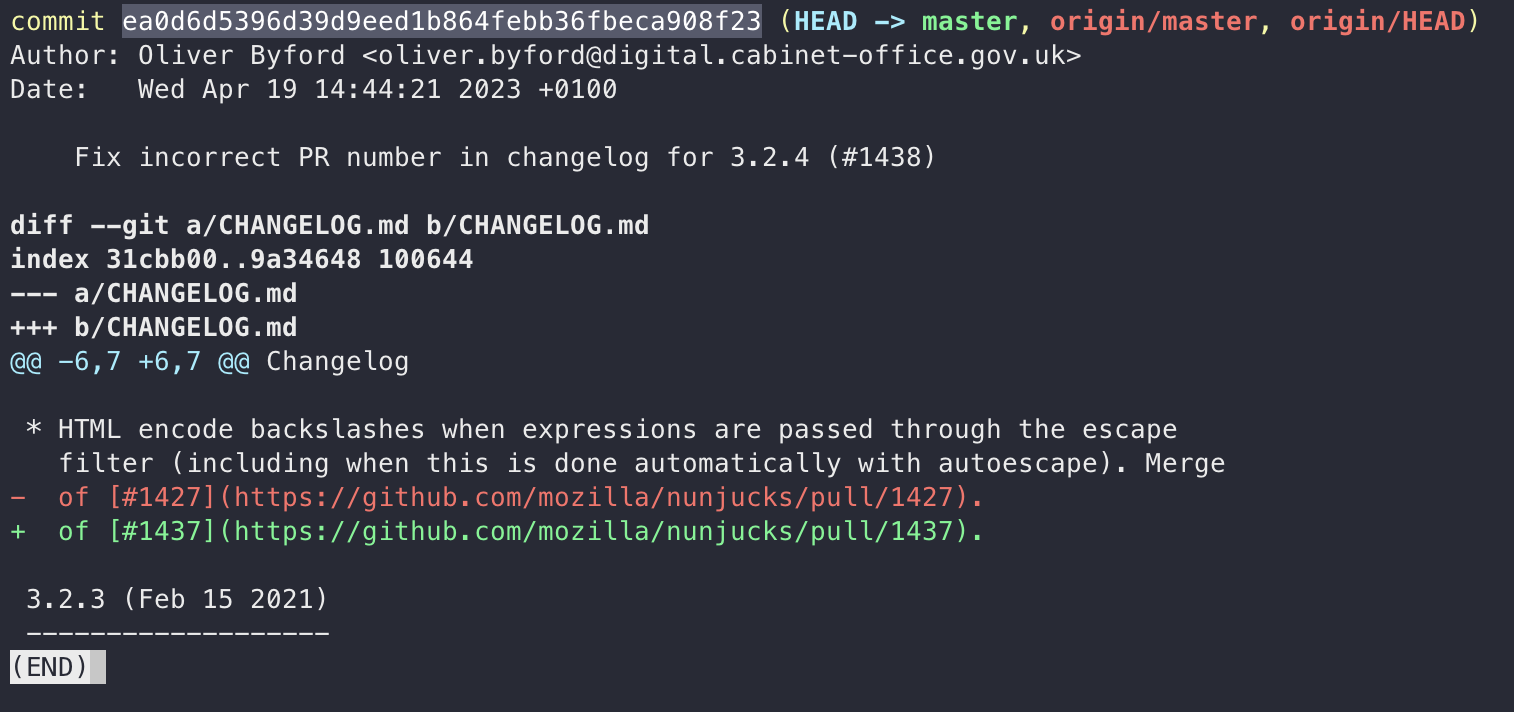 commit ea0d6d5396d39d9eed1b864febb36fbeca908f23 (HEAD -> master, origin/master, origin/HEAD)
Author: Oliver Byford <oliver.byford@digital.cabinet-office.gov.uk>
Date:   Wed Apr 19 14:44:21 2023 +0100

    Fix incorrect PR number in changelog for 3.2.4 (#1438)

diff --git a/CHANGELOG.md b/CHANGELOG.md
index 31cbb00..9a34648 100644
--- a/CHANGELOG.md
+++ b/CHANGELOG.md
@@ -6,7 +6,7 @@ Changelog

 * HTML encode backslashes when expressions are passed through the escape
   filter (including when this is done automatically with autoescape). Merge
-  of [#1427](https://github.com/mozilla/nunjucks/pull/1427).
+  of [#1437](https://github.com/mozilla/nunjucks/pull/1437).

 3.2.3 (Feb 15 2021)
 -------------------
(END)